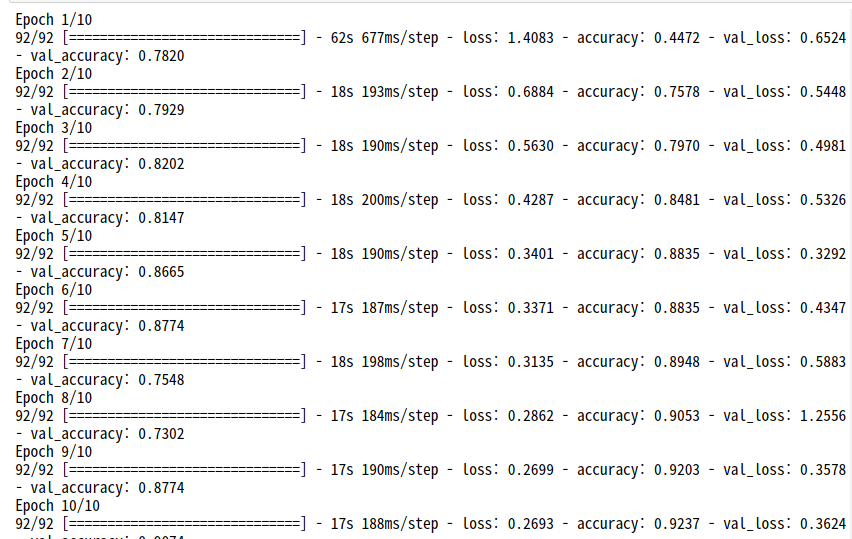 Epoch 1/10
92/92 [==============================] - 62s 677ms/step - loss: 1.4083 - accuracy: 0.4472 - val_loss: 0.6524
- val_accuracy: 0.7820
Epoch 2/10
92/92 [==============================] - 18s 193ms/step - loss: 0.6884 - accuracy: 0.7578 - val_loss: 0.5448
- val_accuracy: 0.7929
Epoch 3/10
92/92 [==============================] - 18s 190ms/step - loss: 0.5630 - accuracy: 0.7970 - val_loss: 0.4981
- val_accuracy: 0.8202
Epoch 4/10
92/92 [==============================] - 18s 200ms/step - loss: 0.4287 - accuracy: 0.8481 - val_loss: 0.5326
- val_accuracy: 0.8147
Epoch 5/10
92/92 [==============================] - 18s 190ms/step - loss: 0.3401 - accuracy: 0.8835 - val_loss: 0.3292
- val_accuracy: 0.8665
Epoch 6/10
92/92 [==============================] - 17s 187ms/step - loss: 0.3371 - accuracy: 0.8835 - val_loss: 0.4347
- val_accuracy: 0.8774
Epoch 7/10
92/92 [==============================] - 18s 198ms/step - loss: 0.3135 - accuracy: 0.8948 - val_loss: 0.5883
- val_accuracy: 0.7548
Epoch 8/10
92/92 [==============================] - 17s 184ms/step - loss: 0.2862 - accuracy: 0.9053 - val_loss: 1.2556
- val_accuracy: 0.7302
Epoch 9/10
92/92 [==============================] - 17s 190ms/step - loss: 0.2699 - accuracy: 0.9203 - val_loss: 0.3578
- val_accuracy: 0.8774
Epoch 10/10
92/92 [==============================] - 17s 188ms/step - loss: 0.2693 - accuracy: 0.9237 - val_loss: 0.3624